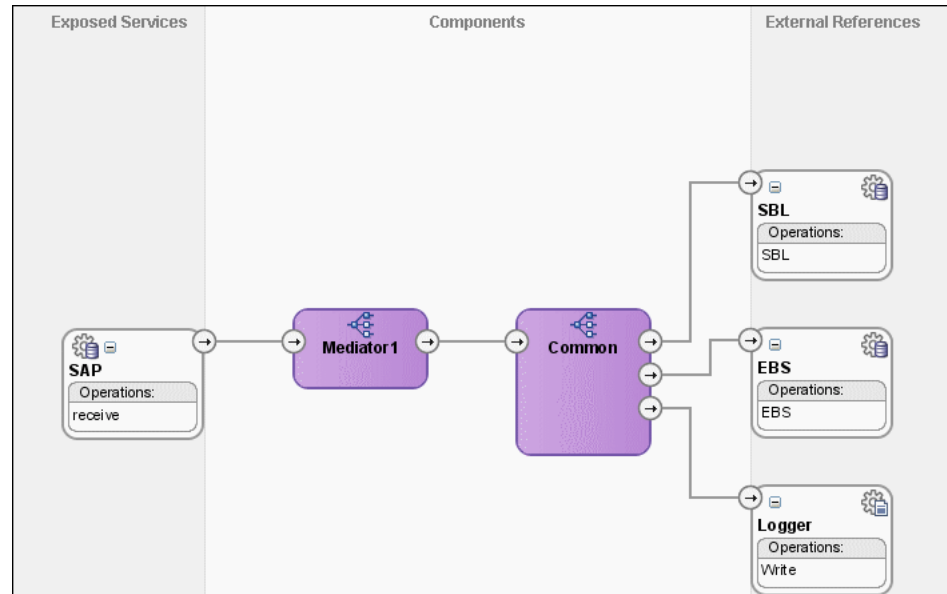 Exposed Services
Components
External References
SBL
Operations:
SBL
SAP
Operations:
receive
Mediator1
Common
EBS
Operations:
EBS
Logger
Operations:
Write